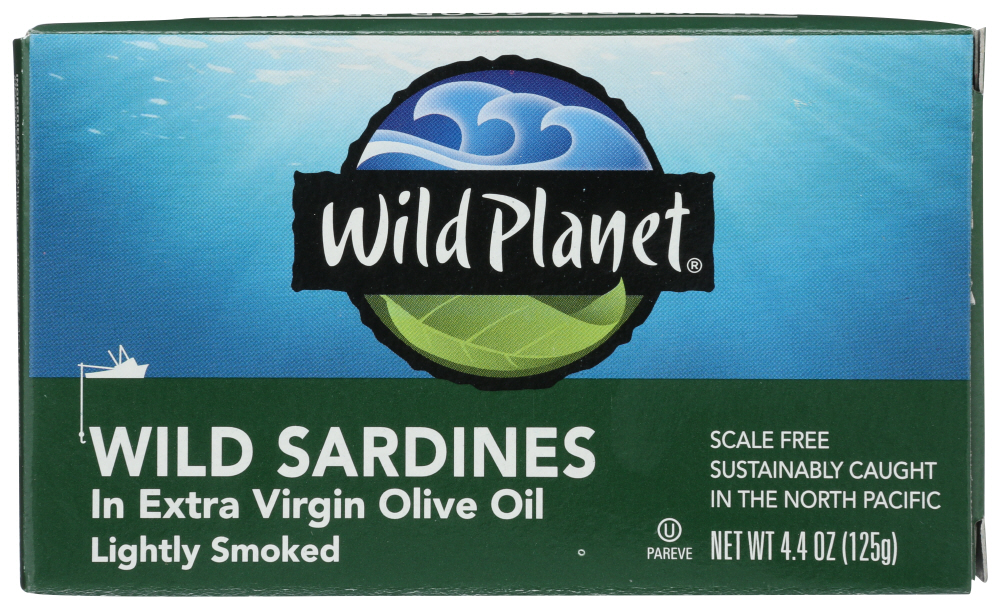 Wild Planet®
WILD SARDINES
In Extra Virgin Olive Oil
Lightly Smoked
SCALE FREE
SUSTAINABLY CAUGHT
IN THE NORTH PACIFIC
U
PAREVE
NET WT 4.4 OZ (125g)